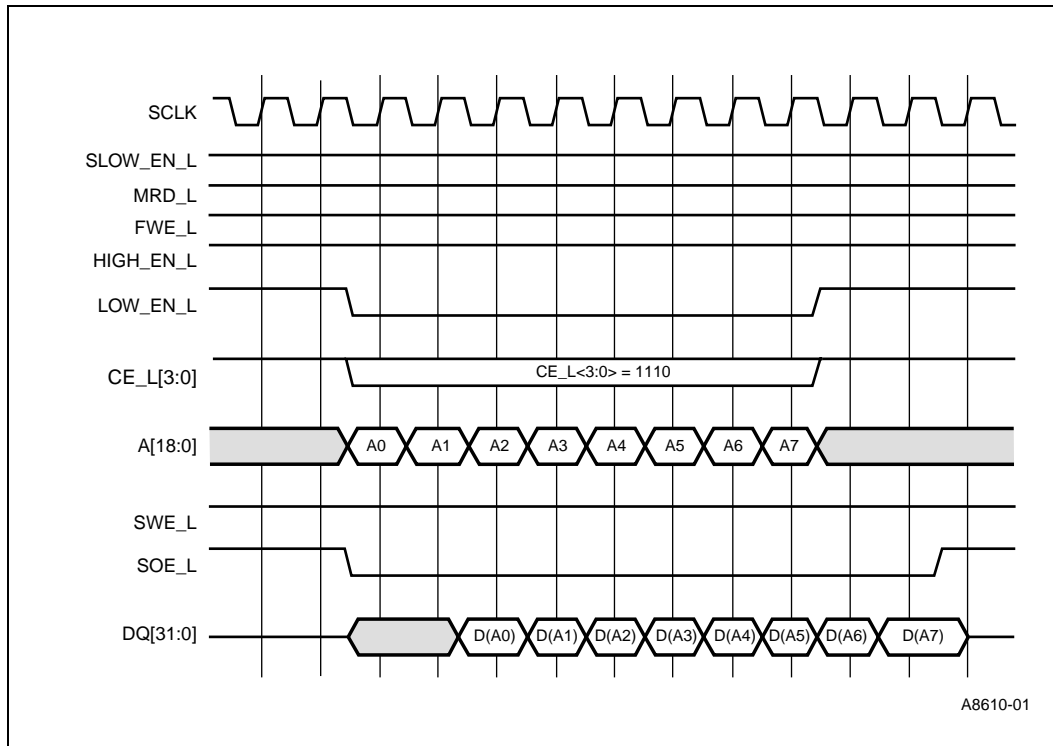 SCLK
SLOW_EN_L
MRD_L
FWE_L
HIGH_EN_L
LOW_EN_L
CE_L[3:0]
CE_L<3:0> = 1110
A[18:0]
A0 A1 A2 A3 A4 A5 A6 A7
SWE_L
SOE_L
DQ[31:0]
D(A0) D(A1) D(A2) D(A3) D(A4) D(A5) D(A6) D(A7)
A8610-01